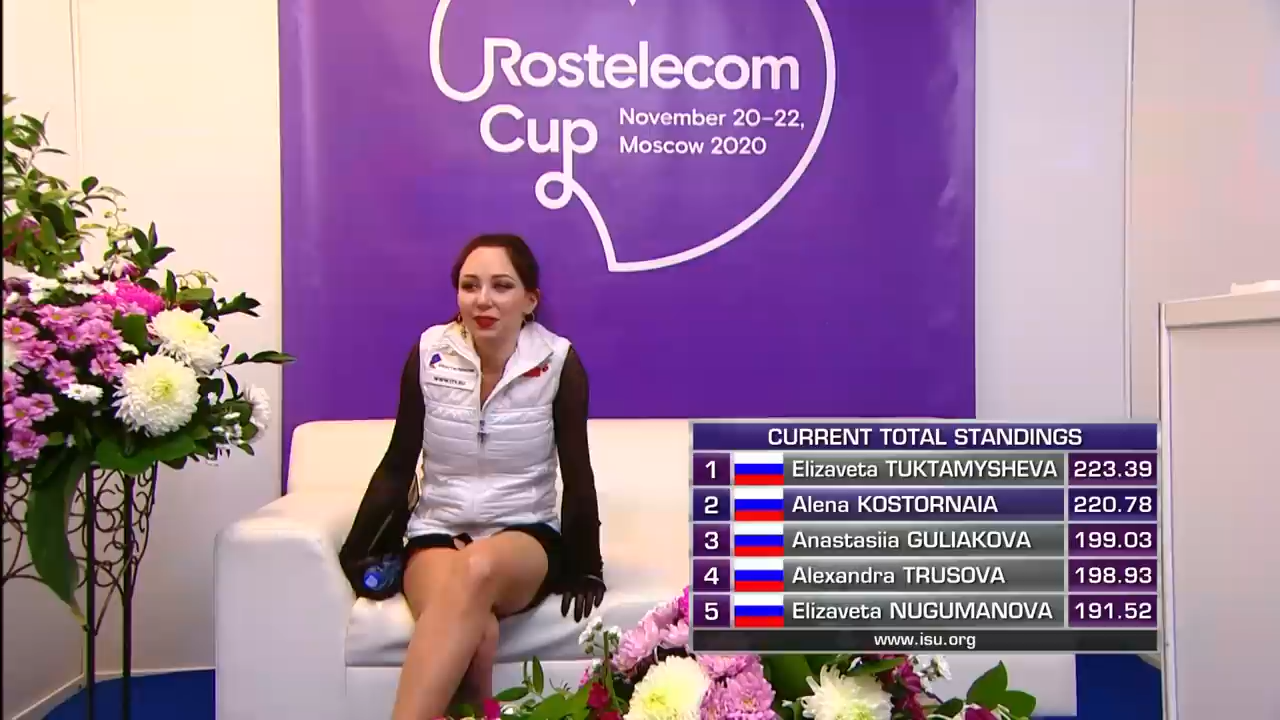 Rostelecom
Cup
November 20–22,
Moscow 2020
CURRENT TOTAL STANDINGS
1 Elizaveta TUKTAMYSHEVA 223.39
2 Alena KOSTORNAIA 220.78
3 Anastasiia GULIAKOVA 199.03
4 Alexandra TRUSOVA 198.93
5 Elizaveta NUGUMANOVA 191.52
www.isu.org